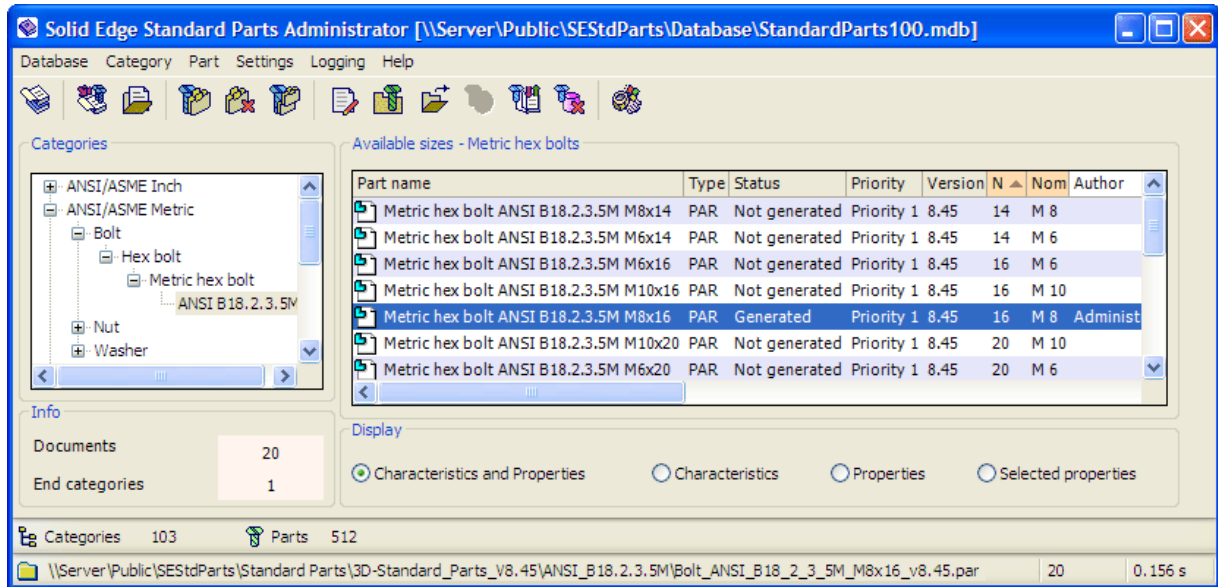 Solid Edge Standard Parts Administrator [\\Server\Public\SEStdParts\Database\StandardParts100.mdb]
Database Category Part Settings Logging Help
Categories
ANSI/ASME Inch
ANSI/ASME Metric
Bolt
Hex bolt
Metric hex bolt
ANSI B18.2.3.5M
Nut
Washer
Available sizes - Metric hex bolts
Part name Type Status Priority Version N Nom Author
Metric hex bolt ANSI B18.2.3.5M M8x14 PAR Not generated Priority 1 8.45 14 M 8
Metric hex bolt ANSI B18.2.3.5M M6x14 PAR Not generated Priority 1 8.45 14 M 6
Metric hex bolt ANSI B18.2.3.5M M6x16 PAR Not generated Priority 1 8.45 16 M 6
Metric hex bolt ANSI B18.2.3.5M M10x16 PAR Not generated Priority 1 8.45 16 M 10
Metric hex bolt ANSI B18.2.3.5M M8x16 PAR Generated Priority 1 8.45 16 M 8 Administ
Metric hex bolt ANSI B18.2.3.5M M10x20 PAR Not generated Priority 1 8.45 20 M 10
Metric hex bolt ANSI B18.2.3.5M M6x20 PAR Not generated Priority 1 8.45 20 M 6
Info
Documents 20
End categories 1
Display
Characteristics and Properties Characteristics Properties Selected properties
Categories 103 Parts 512
\\Server\Public\SEStdParts\Standard Parts\3D-Standard_Parts_V8.45\ANSI_B18.2.3.5M\Bolt_ANSI_B18_2_3_5M_M8x16_v8.45.par 20 0.156 s